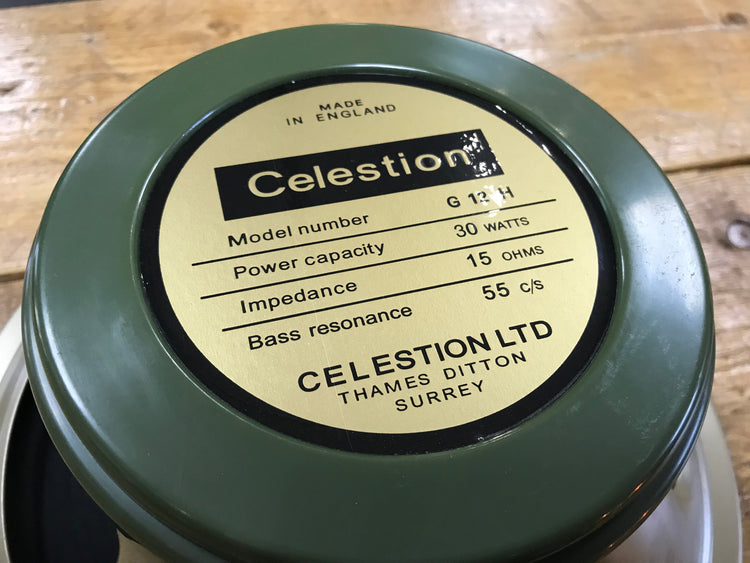 MADE
IN ENGLAND
Celestion
Model number G 12 H
Power capacity 30 WATTS
Impedance 15 OHMS
Bass resonance 55 c/s
CELESTION LTD
THAMES DITTON
SURREY